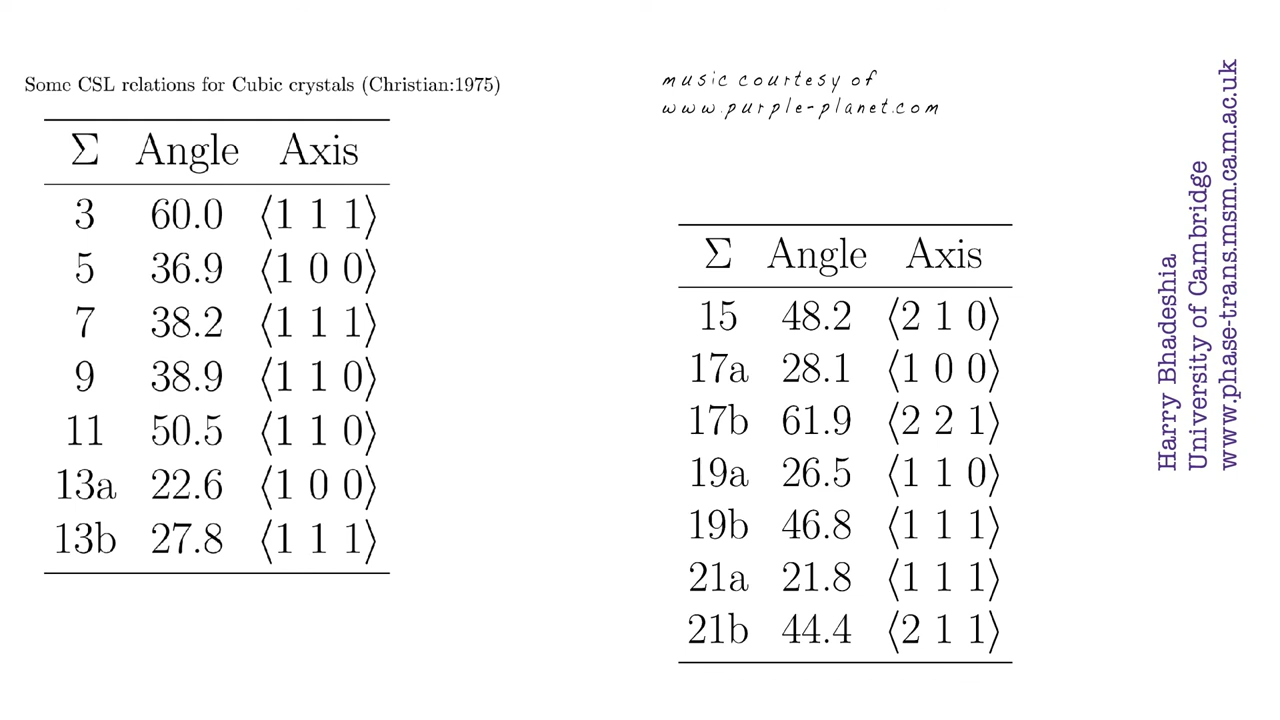 Some CSL relations for Cubic crystals (Christian:1975)
Σ Angle Axis
3 60.0 ⟨1 1 1⟩
5 36.9 ⟨1 0 0⟩
7 38.2 ⟨1 1 1⟩
9 38.9 ⟨1 1 0⟩
11 50.5 ⟨1 1 0⟩
13a 22.6 ⟨1 0 0⟩
13b 27.8 ⟨1 1 1⟩
music courtesy of
www.purple-planet.com
Σ Angle Axis
15 48.2 ⟨2 1 0⟩
17a 28.1 ⟨1 0 0⟩
17b 61.9 ⟨2 2 1⟩
19a 26.5 ⟨1 1 0⟩
19b 46.8 ⟨1 1 1⟩
21a 21.8 ⟨1 1 1⟩
21b 44.4 ⟨2 1 1⟩
Harry Bhadeshia
University of Cambridge
www.phase-trans.msm.cam.ac.uk